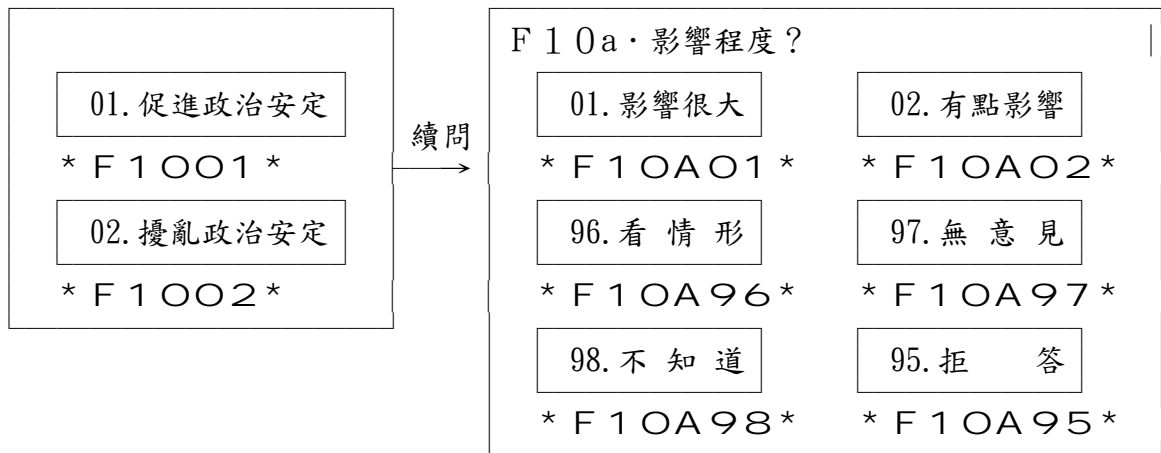 01.促進政治安定
*F1001*
02.擾亂政治安定
*F1002*
續問
F10a·影響程度？
01.影響很大 02.有點影響
*F10A01* *F10A02*
96.看情形 97.無意見
*F10A96* *F10A97*
98.不知道 95.拒答
*F10A98* *F10A95*